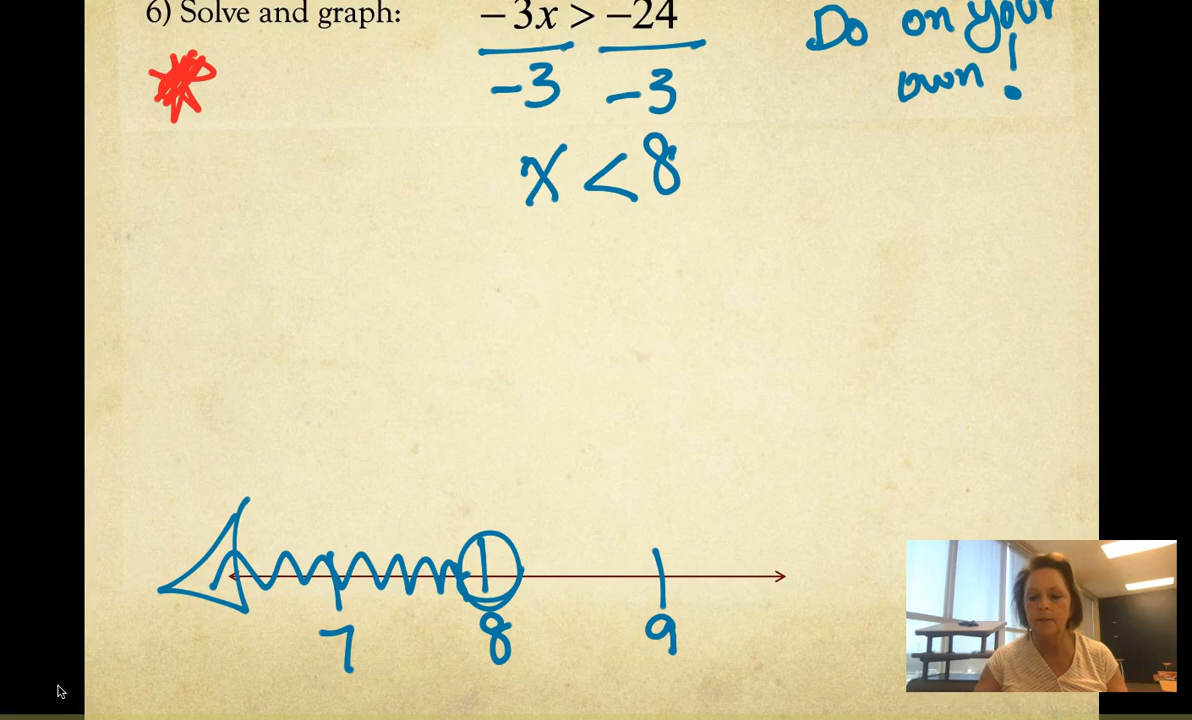 6) Solve and graph: −3x > −24 Do on your
-3 -3 own!
x < 8
7 8 9